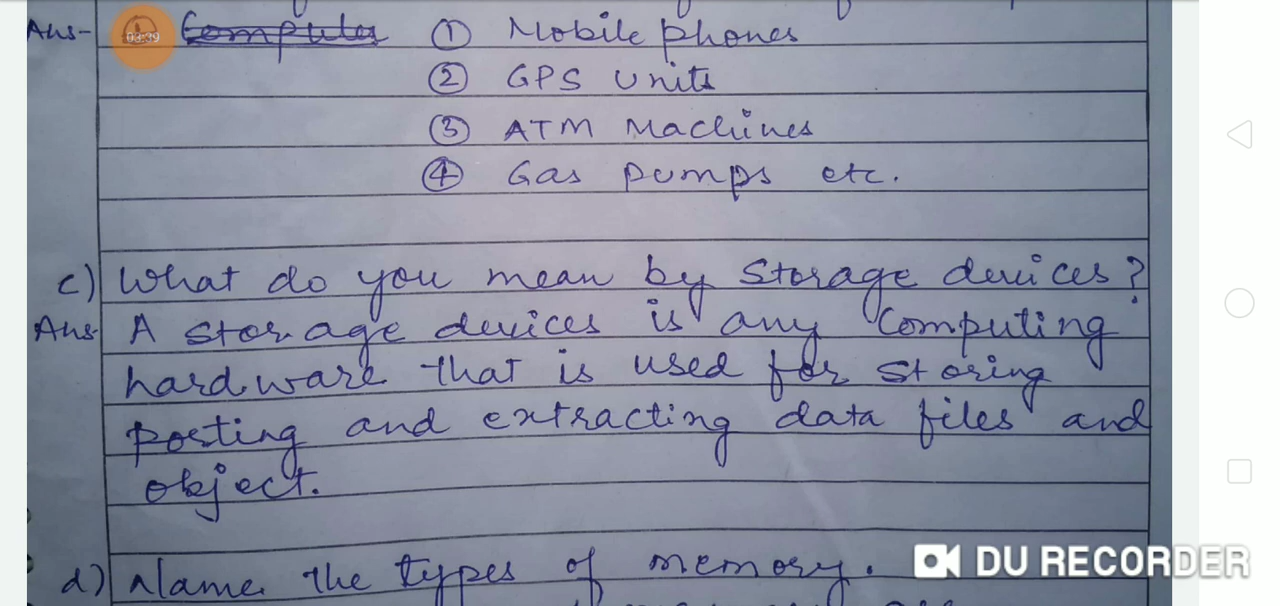 Ans- 03:39 Computer ① Mobile phones
② GPS Units
③ ATM Machines
④ Gas Pumps etc.
c) What do you mean by Storage devices?
Ans A storage devices is any Computing
hardware that is used for storing
posting and extracting data files and
object.
d) Name the types of memory.
DU RECORDER